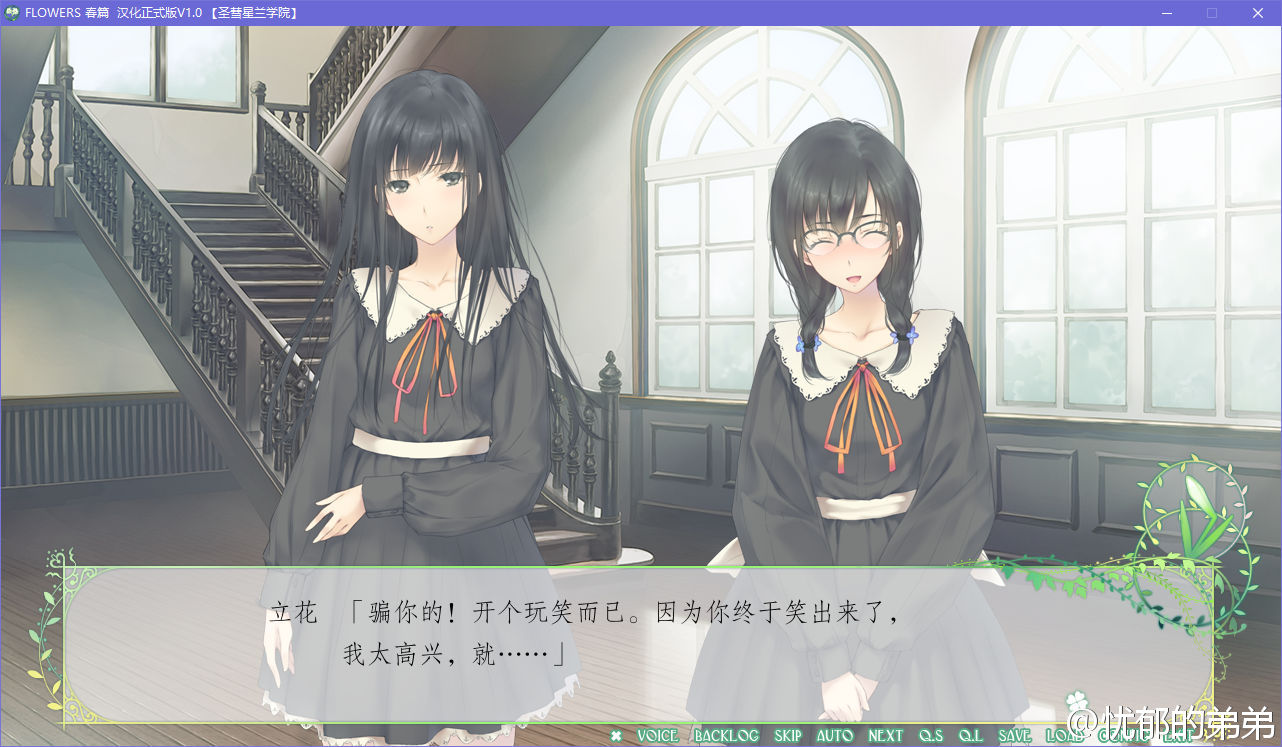 FLOWERS 春篇 汉化正式版V1.0 【圣彗星兰学院】
立花 「骗你的！开个玩笑而已。因为你终于笑出来了，
我太高兴，就……」
VOICE BACKLOG SKIP AUTO NEXT Q.S Q.L SAVE LOAD
@忧郁的弟弟